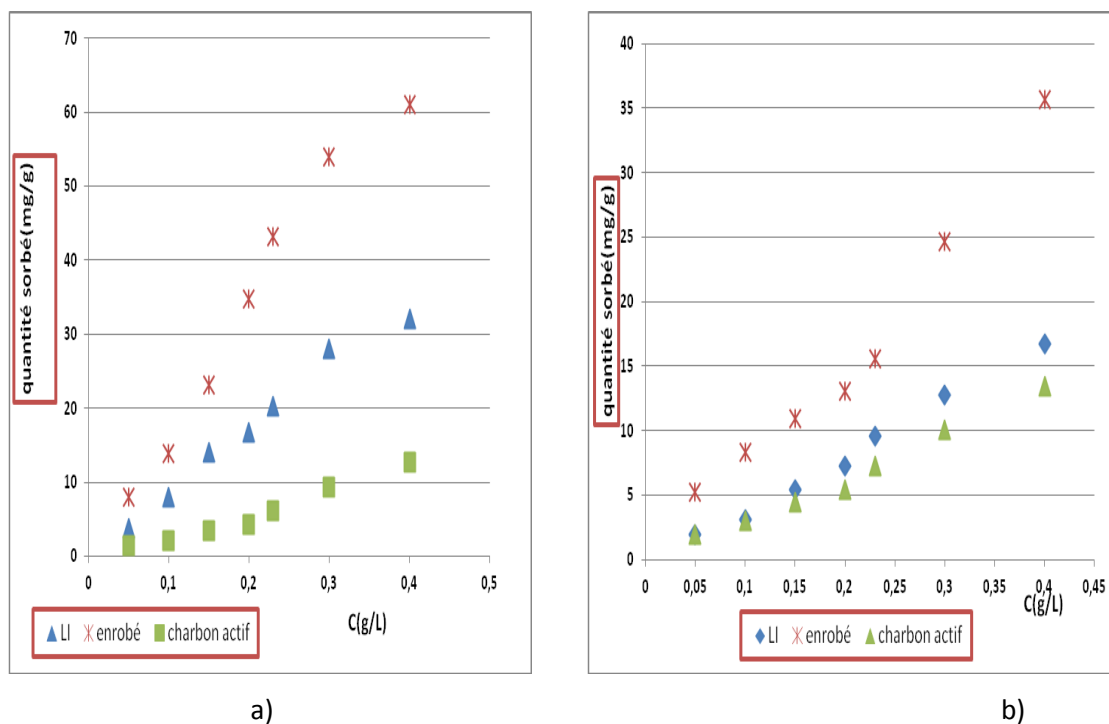 70
60
50
40
30
20
10
0
quantité sorbé(mg/g)
0 0,1 0,2 0,3 0,4 0,5
C(g/L)
LI enrobé charbon actif
a)
40
35
30
25
20
15
10
5
0
quantité sorbé(mg/g)
0 0,05 0,1 0,15 0,2 0,25 0,3 0,35 0,4 0,45
C(g/L)
LI enrobé charbon actif
b)